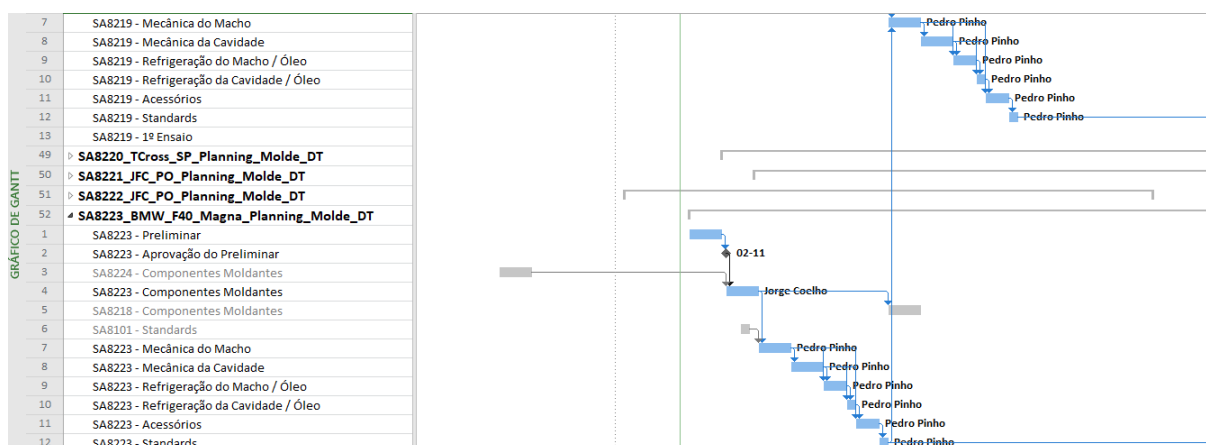 7 SA8219 - Mecânica do Macho Pedro Pinho
8 SA8219 - Mecânica da Cavidade Pedro Pinho
9 SA8219 - Refrigeração do Macho / Óleo Pedro Pinho
10 SA8219 - Refrigeração da Cavidade / Óleo Pedro Pinho
11 SA8219 - Acessórios Pedro Pinho
12 SA8219 - Standards Pedro Pinho
13 SA8219 - 1º Ensaio
49 SA8220_TCross_SP_Planning_Molde_DT
50 SA8221_JFC_PO_Planning_Molde_DT
51 SA8222_JFC_PO_Planning_Molde_DT
52 SA8223_BMW_F40_Magna_Planning_Molde_DT
1 SA8223 - Preliminar
2 SA8223 - Aprovação do Preliminar 02-11
3 SA8224 - Componentes Moldantes
4 SA8223 - Componentes Moldantes Jorge Coelho
5 SA8218 - Componentes Moldantes
6 SA8101 - Standards
7 SA8223 - Mecânica do Macho Pedro Pinho
8 SA8223 - Mecânica da Cavidade Pedro Pinho
9 SA8223 - Refrigeração do Macho / Óleo Pedro Pinho
10 SA8223 - Refrigeração da Cavidade / Óleo Pedro Pinho
11 SA8223 - Acessórios Pedro Pinho
12 SA8223 - Standards Pedro Pinho
GRÁFICO DE GANTT